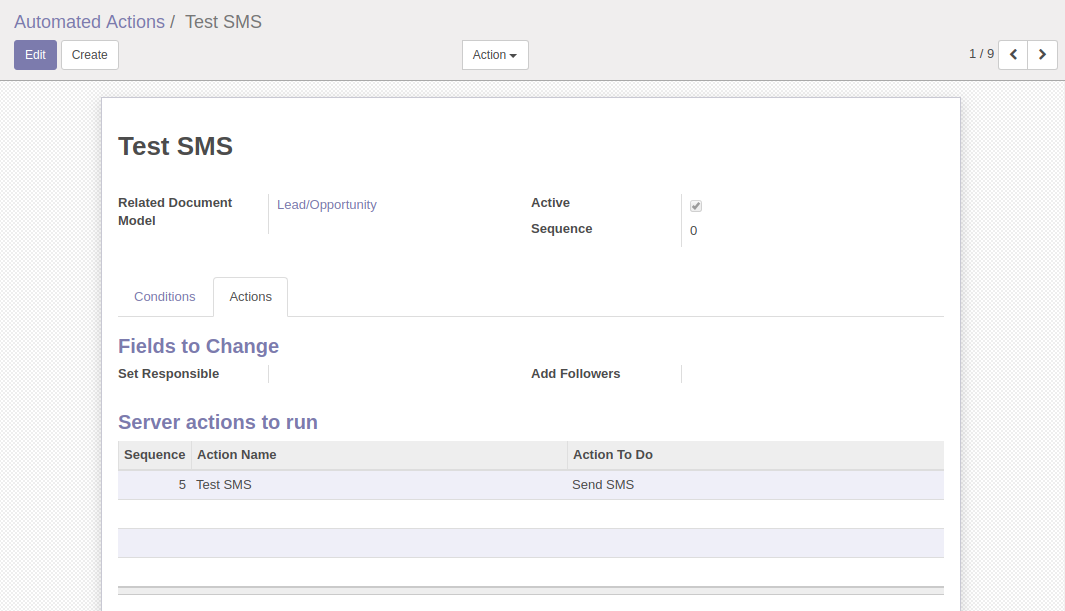 Automated Actions / Test SMS
Edit Create Action 1 / 9
Test SMS
Related Document Model Lead/Opportunity
Active
Sequence 0
Conditions Actions
Fields to Change
Set Responsible Add Followers
Server actions to run
Sequence Action Name Action To Do
5 Test SMS Send SMS